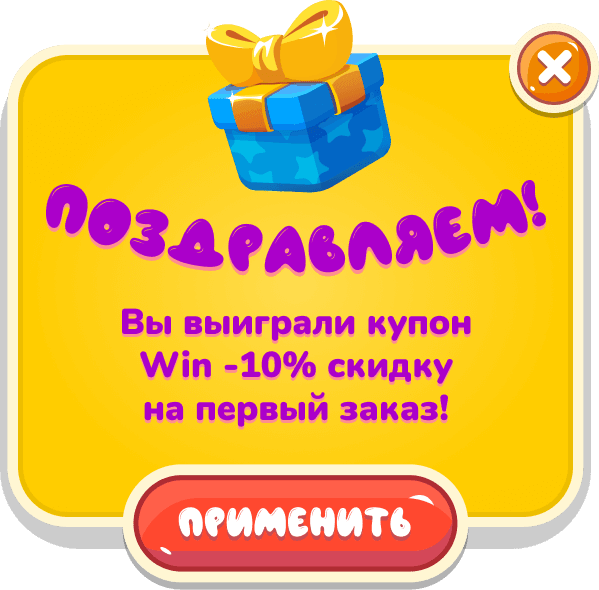 ПОЗДРАВЛЯЕМ!
Вы выиграли купон
Win -10% скидку
на первый заказ!
ПРИМЕНИТЬ